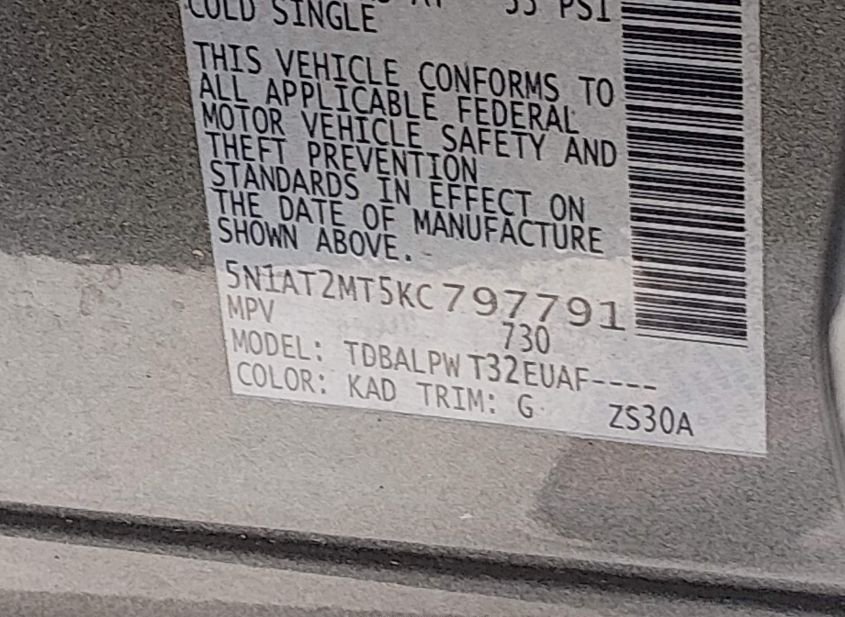 COLD SINGLE
PSI
THIS VEHICLE CONFORMS TO
ALL APPLICABLE FEDERAL
MOTOR VEHICLE SAFETY AND
THEFT PREVENTION
STANDARDS IN EFFECT ON
THE DATE OF MANUFACTURE
SHOWN ABOVE.
5N1AT2MT5KC797791
MPV 730
MODEL: TDBALPW T32EUAF----
COLOR: KAD TRIM: G ZS30A